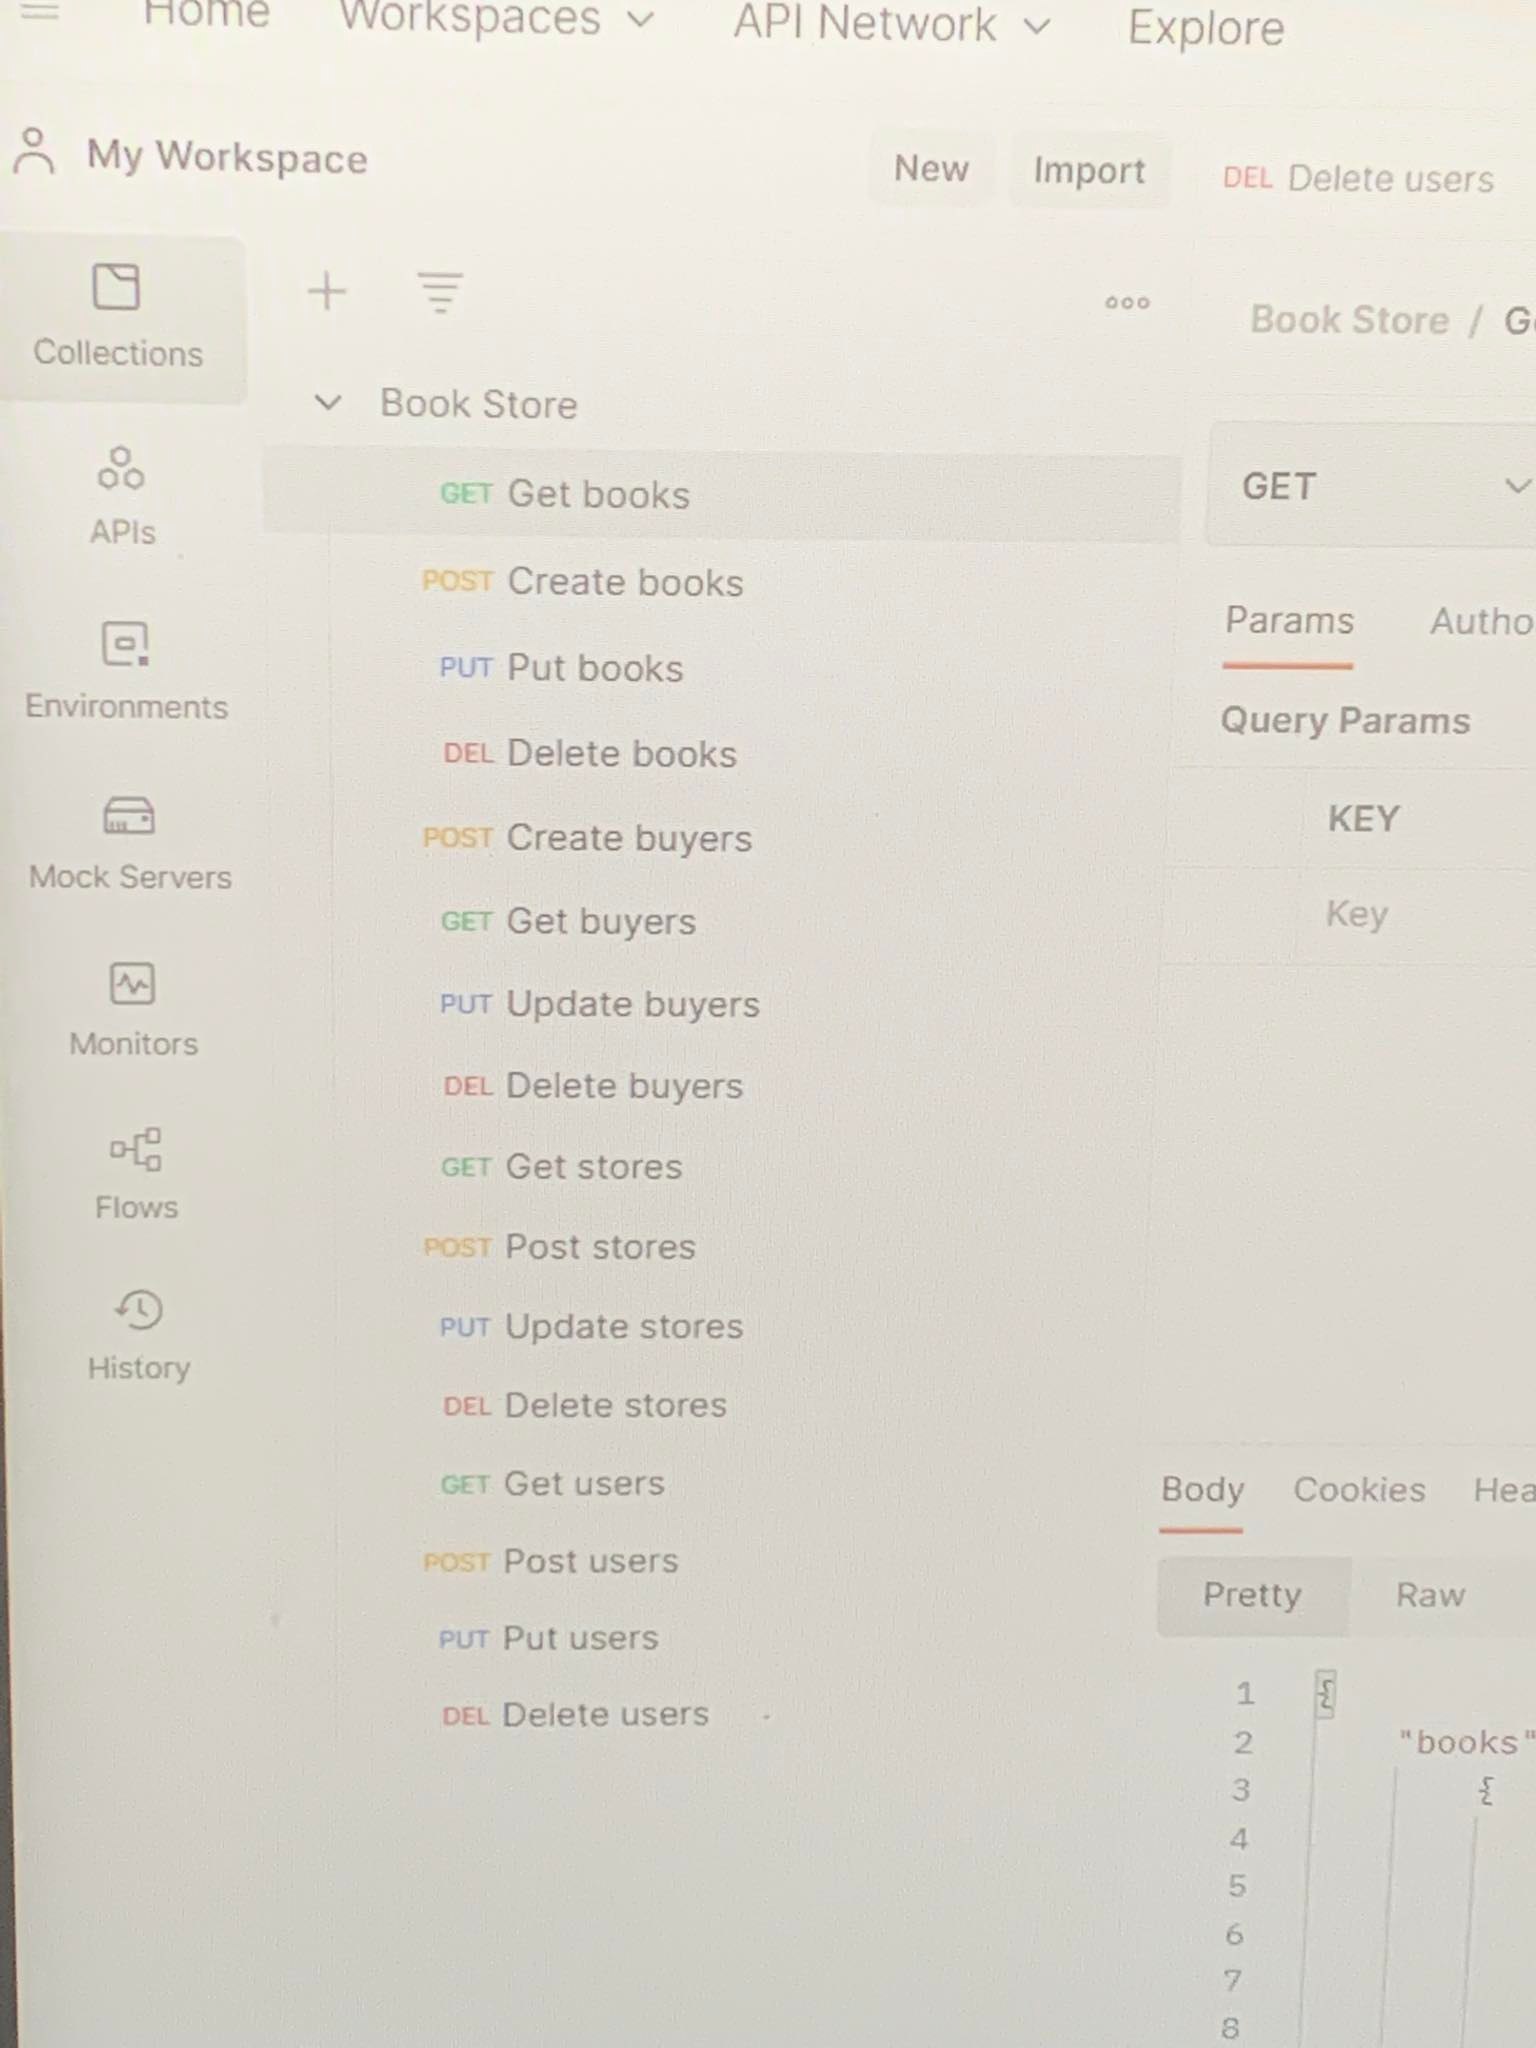 Home Workspaces API Network Explore
My Workspace
New Import
DEL Delete users
Collections
APIs
Environments
Mock Servers
Monitors
Flows
History
Book Store
GET Get books
POST Create books
PUT Put books
DEL Delete books
POST Create buyers
GET Get buyers
PUT Update buyers
DEL Delete buyers
GET Get stores
POST Post stores
PUT Update stores
DEL Delete stores
GET Get users
POST Post users
PUT Put users
DEL Delete users
Book Store /
GET
Params
Query Params
KEY
Key
Body Cookies
Pretty Raw
1 {
2 "books"
3 {
4
5
6
7
8